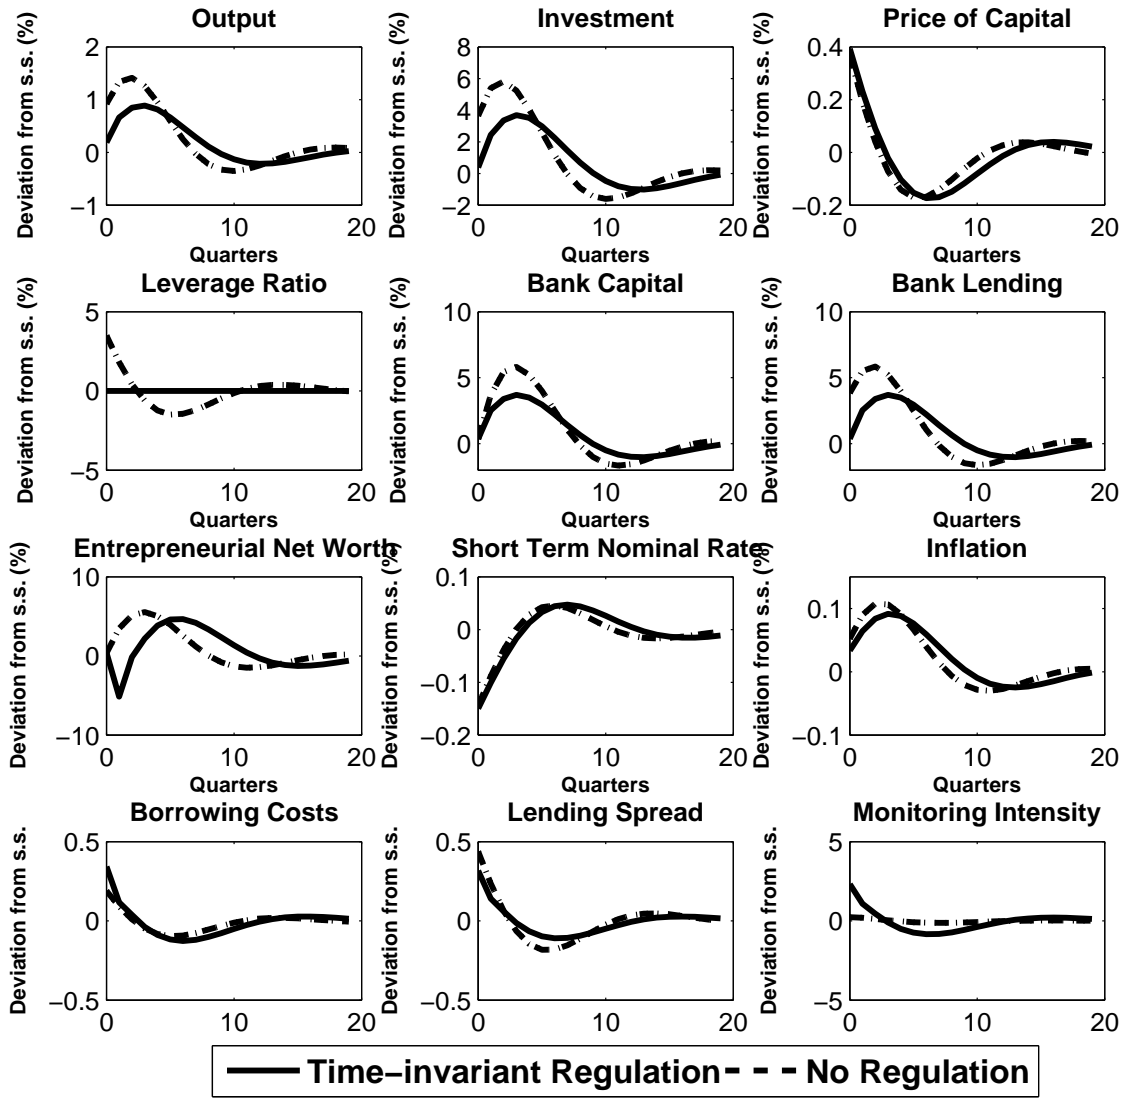 Output Investment Price of Capital
Deviation from s.s. (%)
2
1
0
−1
0 10 20
Quarters
Deviation from s.s. (%)
8
6
4
2
0
−2
0 10 20
Quarters
Deviation from s.s. (%)
0.4
0.2
0
−0.2
0 10 20
Quarters
Leverage Ratio Bank Capital Bank Lending
Deviation from s.s. (%)
5
0
−5
0 10 20
Quarters
Deviation from s.s. (%)
10
5
0
0 10 20
Quarters
Deviation from s.s. (%)
10
5
0
0 10 20
Quarters
Entrepreneurial Net Worth Short Term Nominal Rate Inflation
Deviation from s.s. (%)
10
0
−10
0 10 20
Quarters
Deviation from s.s. (%)
0.1
0
−0.1
−0.2
0 10 20
Quarters
Deviation from s.s. (%)
0.1
0
−0.1
0 10 20
Quarters
Borrowing Costs Lending Spread Monitoring Intensity
Deviation from s.s.
0.5
0
−0.5
0 10 20
Deviation from s.s.
0.5
0
−0.5
0 10 20
Deviation from s.s.
5
0
−5
0 10 20
Time−invariant Regulation No Regulation